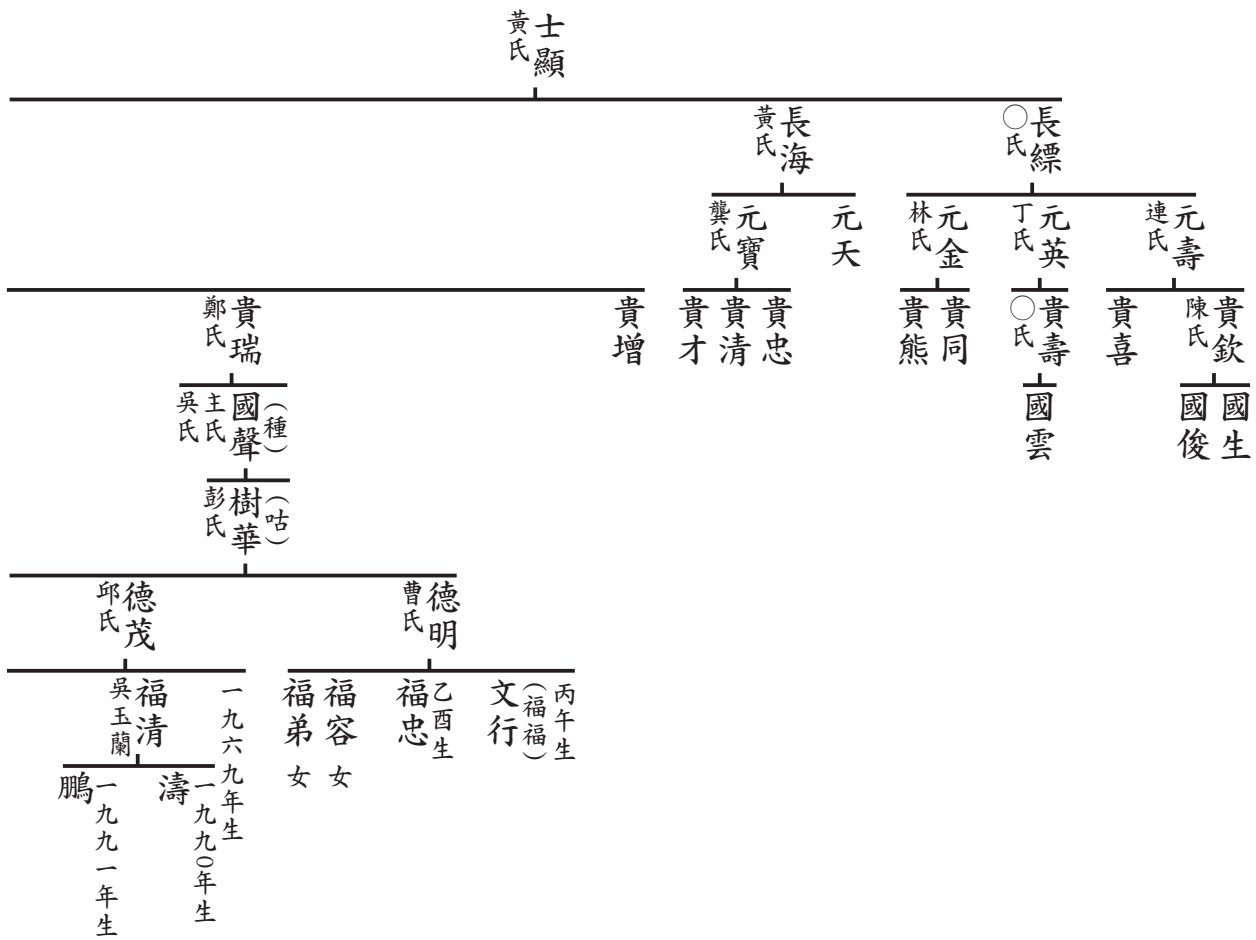 士顯
黃氏
長縹
〇氏
長海
黃氏
元壽
連氏
元英
丁氏
元金
林氏
元天
元寶
龔氏
貴欽
陳氏
貴喜
貴壽
〇氏
貴同
貴熊
貴忠
貴清
貴才
貴增
貴瑞
鄭氏
國生
國俊
國雲
(種)
國聲
主氏
吳氏
(咕)
樹華
彭氏
德明
曹氏
德茂
邱氏
丙午生
(福福)
文行
乙酉生
福忠
福容 女
福弟 女
一九六九年生
福清
吳玉蘭
一九九0年生
濤
一九九一年生
鵬